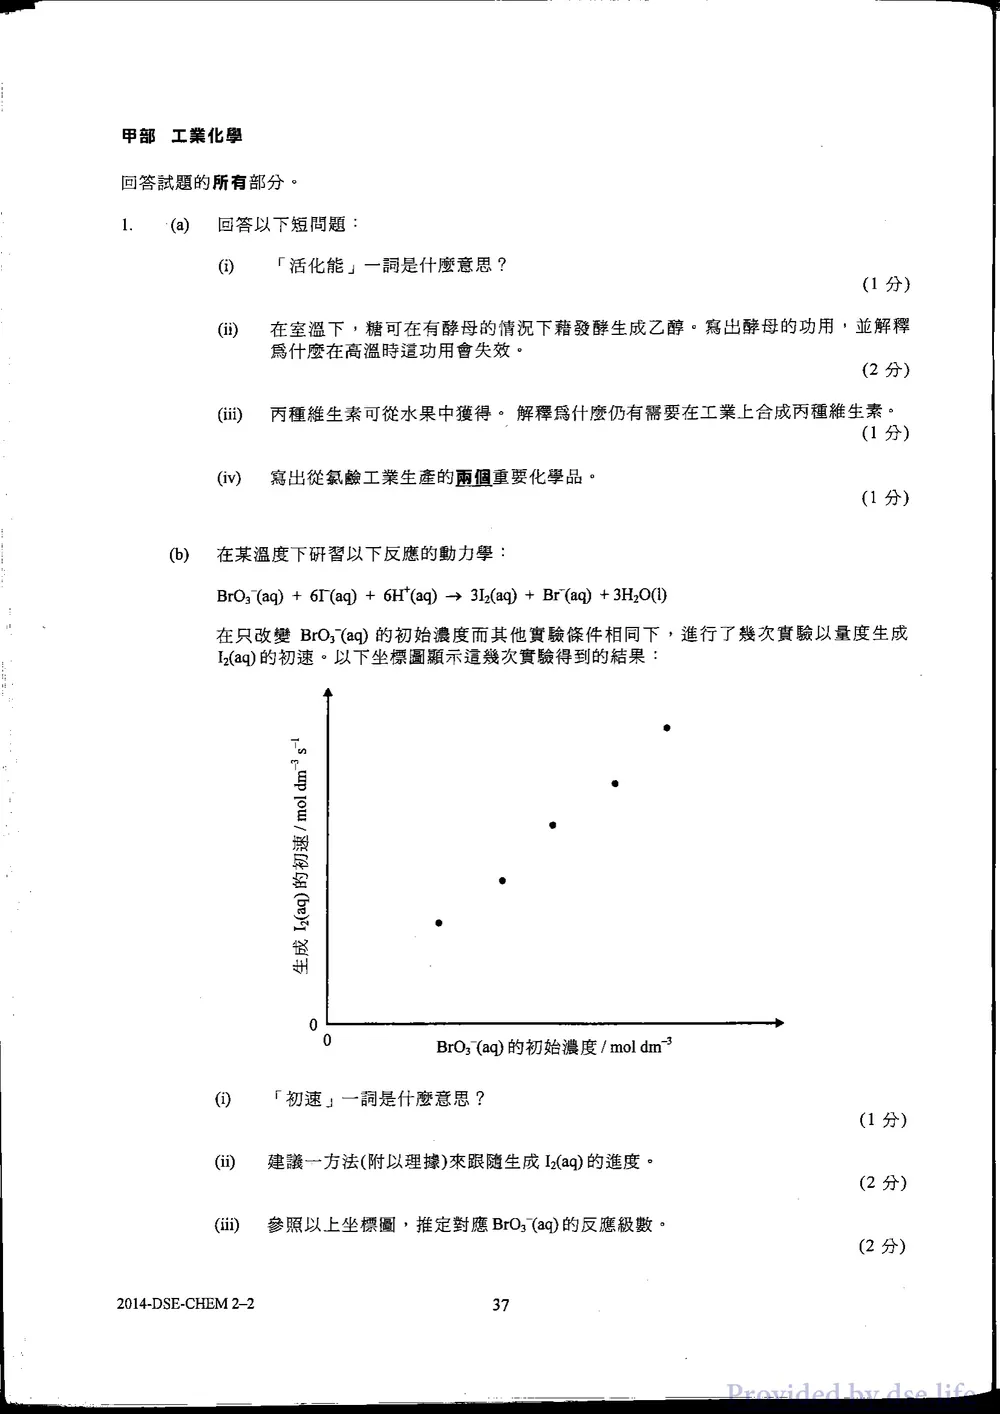 甲部 工業化學
回答試題的所有部分。
1. (a) 回答以下短問題：
(i) 「活化能」一詞是什麼意思？
(1 分)
(ii) 在室溫下，糖可在有酵母的情況下藉發酵生成乙醇。寫出酵母的功用，並解釋
爲什麼在高溫時這功用會失效。
(2 分)
(iii) 丙種維生素可從水果中獲得。 解釋爲什麼仍有需要在工業上合成丙種維生素。
(1 分)
(iv) 寫出從氯鹼工業生產的兩個重要化學品。
(1 分)
(b) 在某溫度下研習以下反應的動力學：
BrO₃⁻(aq) + 6I⁻(aq) + 6H⁺(aq) → 3I₂(aq) + Br⁻(aq) + 3H₂O(l)
在只改變 BrO₃⁻(aq) 的初始濃度而其他實驗條件相同下，進行了幾次實驗以量度生成
I₂(aq) 的初速。以下坐標圖顯示這幾次實驗得到的結果：
生成 I₂(aq) 的初速 / mol dm⁻³ s⁻¹
0
0
BrO₃⁻(aq) 的初始濃度 / mol dm⁻³
(i) 「初速」一詞是什麼意思？
(1 分)
(ii) 建議一方法(附以理據)來跟隨生成 I₂(aq) 的進度。
(2 分)
(iii) 參照以上坐標圖，推定對應 BrO₃⁻(aq) 的反應級數。
(2 分)
2014-DSE-CHEM 2–2
37
Provided by dse.life